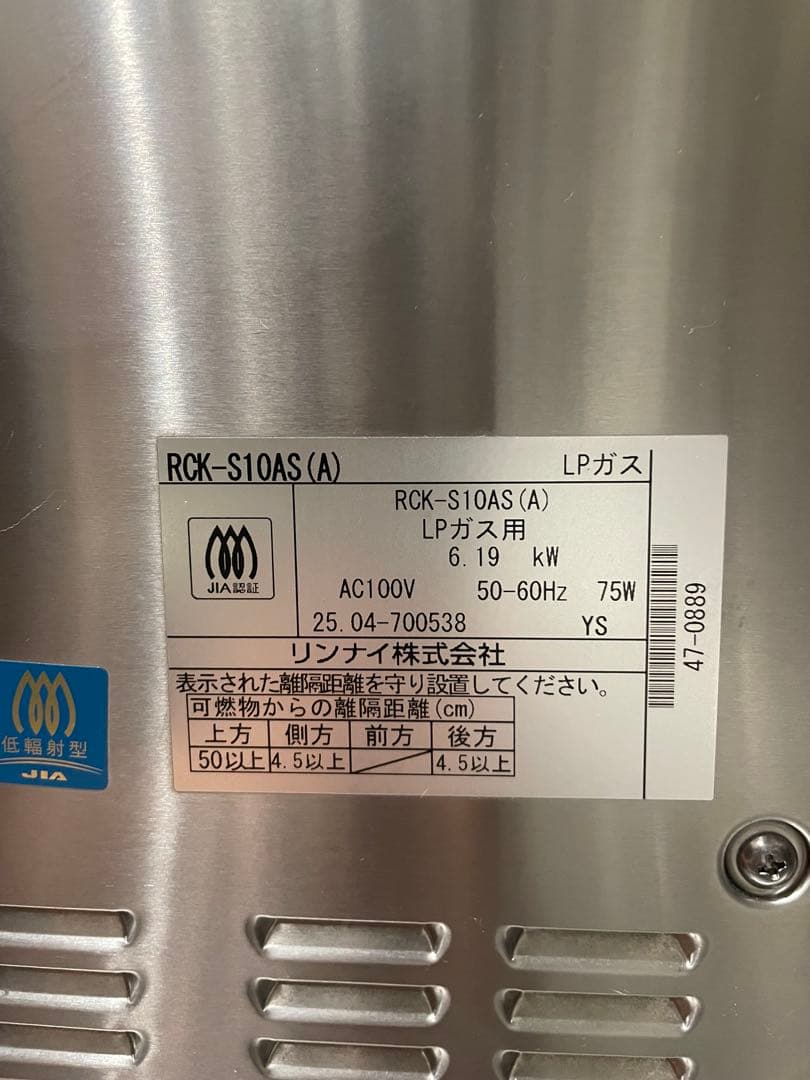 RCK-S10AS(A) LPガス
RCK-S10AS(A)
LPガス用
6.19 kW
JIA認証
AC100V 50-60Hz 75W
25.04-700538 YS
リンナイ株式会社
表示された離隔距離を守り設置してください。
可燃物からの離隔距離(cm)
上方 側方 前方 後方
50以上 4.5以上 4.5以上
47-0889
低輻射型
JIA